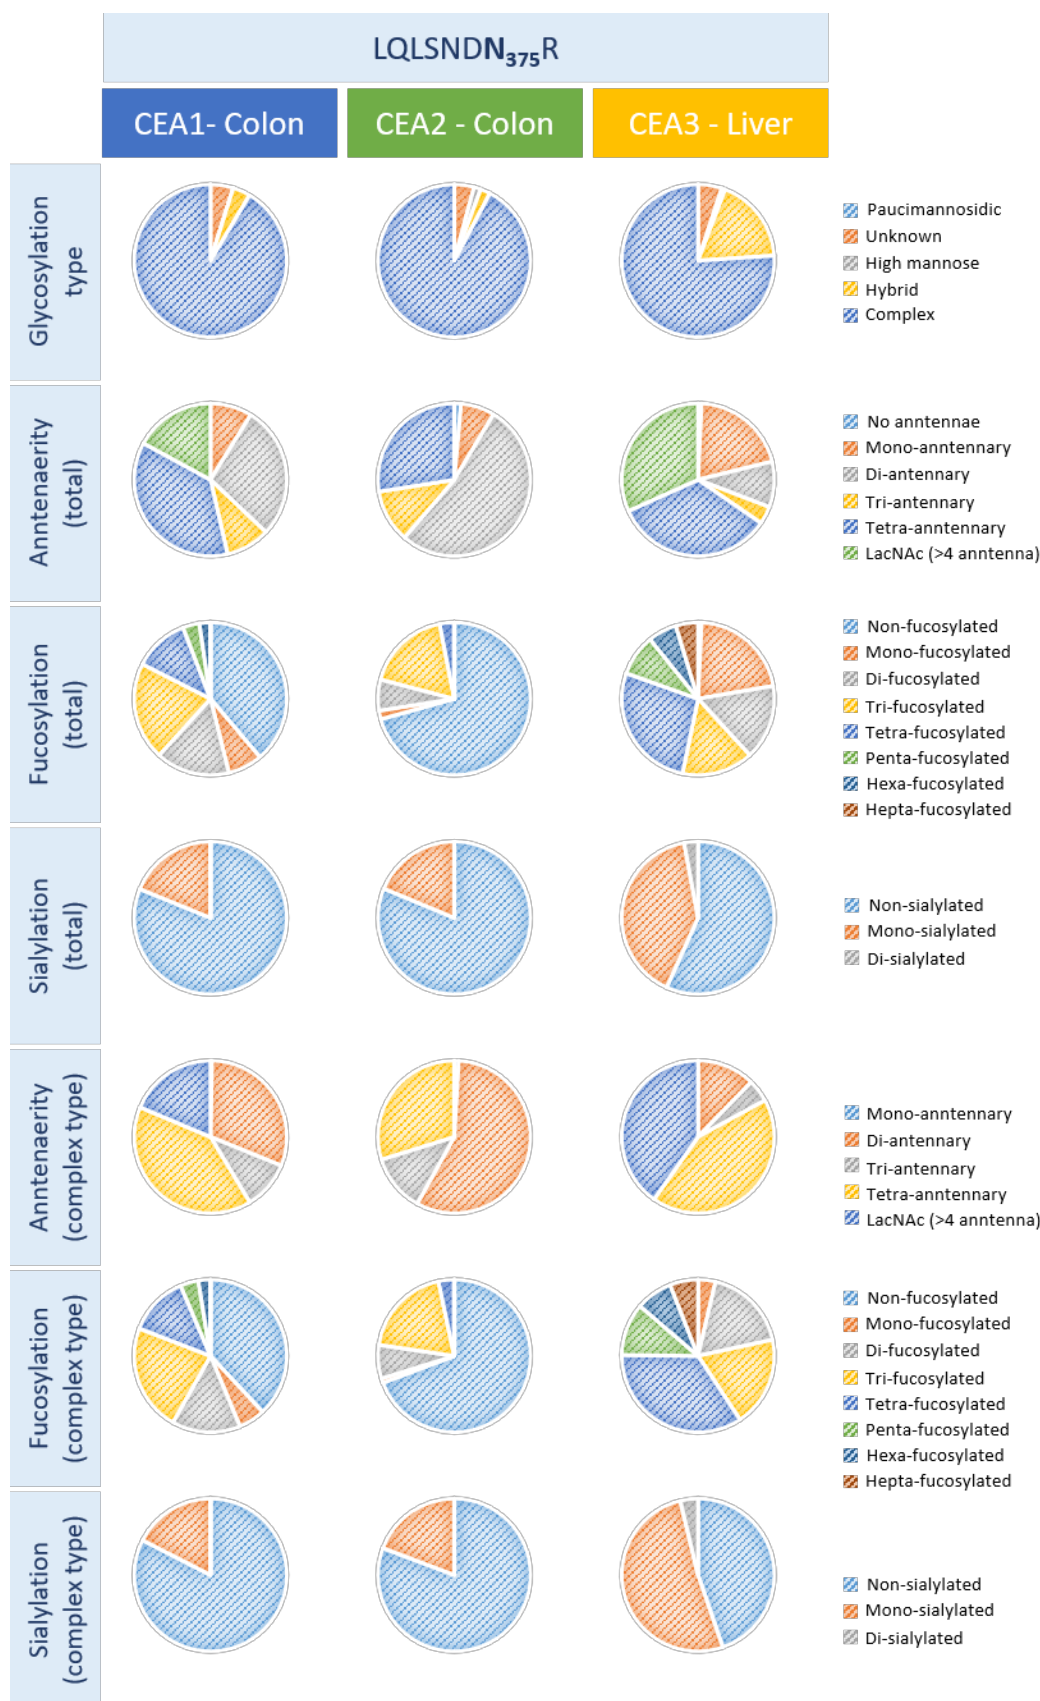 LQLSNDN375R
CEA1- Colon
CEA2 - Colon
CEA3 - Liver
Glycosylation
type
Paucimannosidic
Unknown
High mannose
Hybrid
Complex
Anntenaerity
(total)
No anntennae
Mono-anntennary
Di-antennary
Tri-antennary
Tetra-anntennary
LacNAc (>4 anntenna)
Fucosylation
(total)
Non-fucosylated
Mono-fucosylated
Di-fucosylated
Tri-fucosylated
Tetra-fucosylated
Penta-fucosylated
Hexa-fucosylated
Hepta-fucosylated
Sialylation
(total)
Non-sialylated
Mono-sialylated
Di-sialylated
Anntenaerity
(complex type)
Mono-anntennary
Di-antennary
Tri-antennary
Tetra-anntennary
LacNAc (>4 anntenna)
Fucosylation
(complex type)
Non-fucosylated
Mono-fucosylated
Di-fucosylated
Tri-fucosylated
Tetra-fucosylated
Penta-fucosylated
Hexa-fucosylated
Hepta-fucosylated
Sialylation
(complex type)
Non-sialylated
Mono-sialylated
Di-sialylated